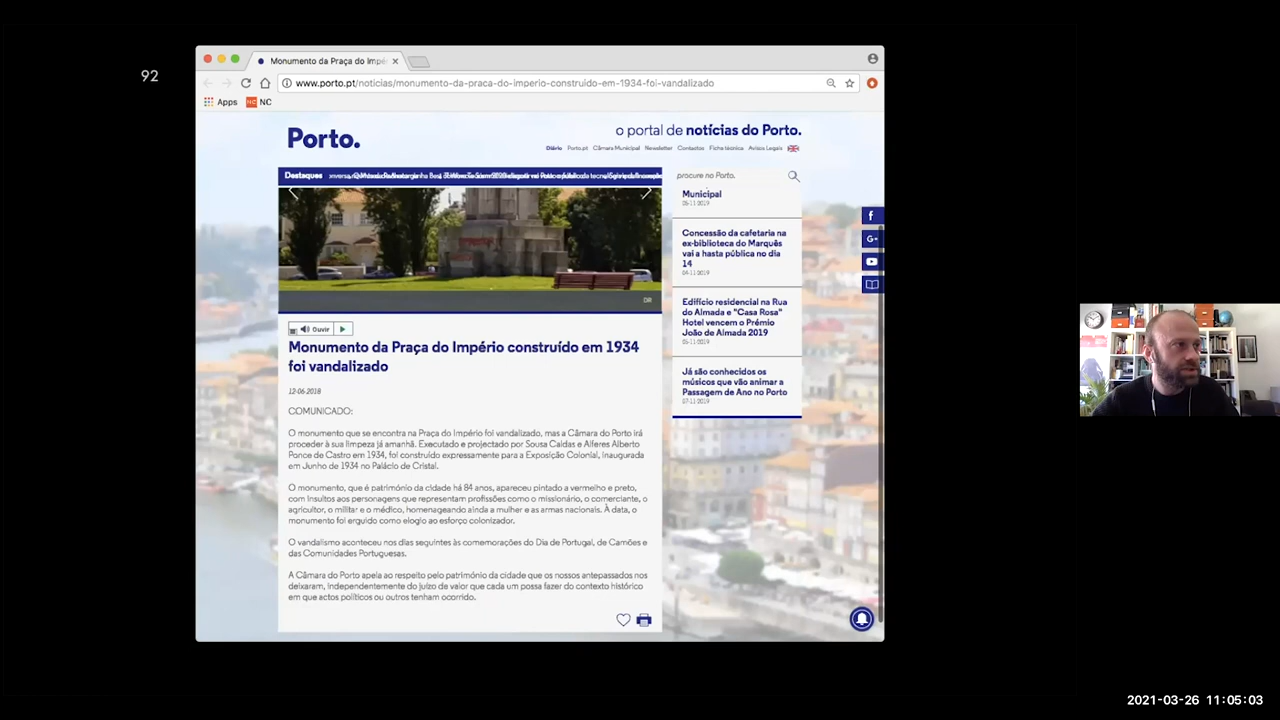 92
Monumento da Praça do Impé
www.porto.pt/noticias/monumento-da-praca-do-imperio-construido-em-1934-foi-vandalizado
Apps NC
Porto.
o portal de notícias do Porto.
Diário Porto.pt Câmara Municipal Newsletter Contactos Ficha técnica Avisos Legais
Destaques
procure no Porto.
Municipal
05-11-2019
Concessão da cafetaria na
ex-biblioteca do Marquês
vai a hasta pública no dia
14
04-11-2019
Edifício residencial na Rua
do Almada e "Casa Rosa"
Hotel vencem o Prémio
João de Almada 2019
05-11-2019
Já são conhecidos os
músicos que vão animar a
Passagem de Ano no Porto
07-11-2019
DR
Ouvir
Monumento da Praça do Império construído em 1934
foi vandalizado
12-06-2018
COMUNICADO:
O monumento que se encontra na Praça do Império foi vandalizado, mas a Câmara do Porto irá
proceder à sua limpeza já amanhã. Executado e projectado por Sousa Caldas e Alferes Alberto
Ponce de Castro em 1934, foi construído expressamente para a Exposição Colonial, inaugurada
em Junho de 1934 no Palácio de Cristal.
O monumento, que é património da cidade há 84 anos, apareceu pintado a vermelho e preto,
com insultos aos personagens que representam profissões como o missionário, o comerciante, o
agricultor, o militar e o médico, homenageando ainda a mulher e as armas nacionais. À data, o
monumento foi erguido como elogio ao esforço colonizador.
O vandalismo aconteceu nos dias seguintes às comemorações do Dia de Portugal, de Camões e
das Comunidades Portuguesas.
A Câmara do Porto apela ao respeito pelo património da cidade que os nossos antepassados nos
deixaram, independentemente do juízo de valor que cada um possa fazer do contexto histórico
em que actos políticos ou outros tenham ocorrido.
2021-03-26 11:05:03